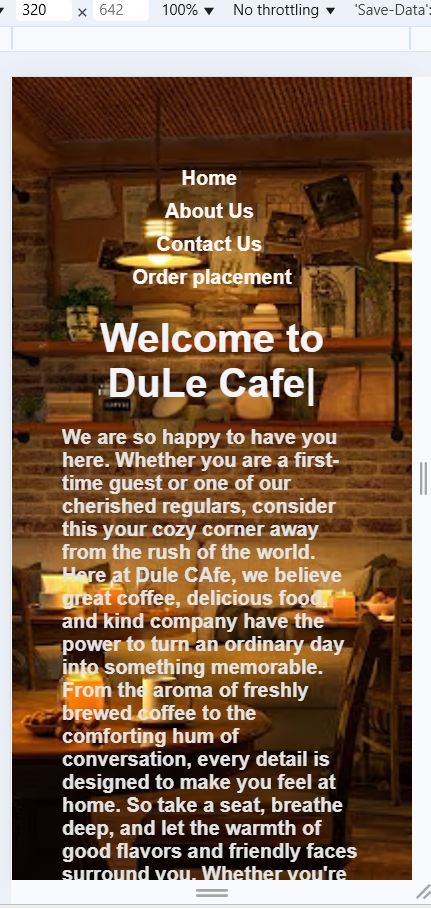 320 × 642 100% ▼ No throttling ▼ 'Save-Data':
Home
About Us
Contact Us
Order placement
Welcome to
DuLe Cafe|
We are so happy to have you
here. Whether you are a first-
time guest or one of our
cherished regulars, consider
this your cozy corner away
from the rush of the world.
Here at Dule CAfe, we believe
great coffee, delicious food,
and kind company have the
power to turn an ordinary day
into something memorable.
From the aroma of freshly
brewed coffee to the
comforting hum of
conversation, every detail is
designed to make you feel at
home. So take a seat, breathe
deep, and let the warmth of
good flavors and friendly faces
surround you. Whether you're